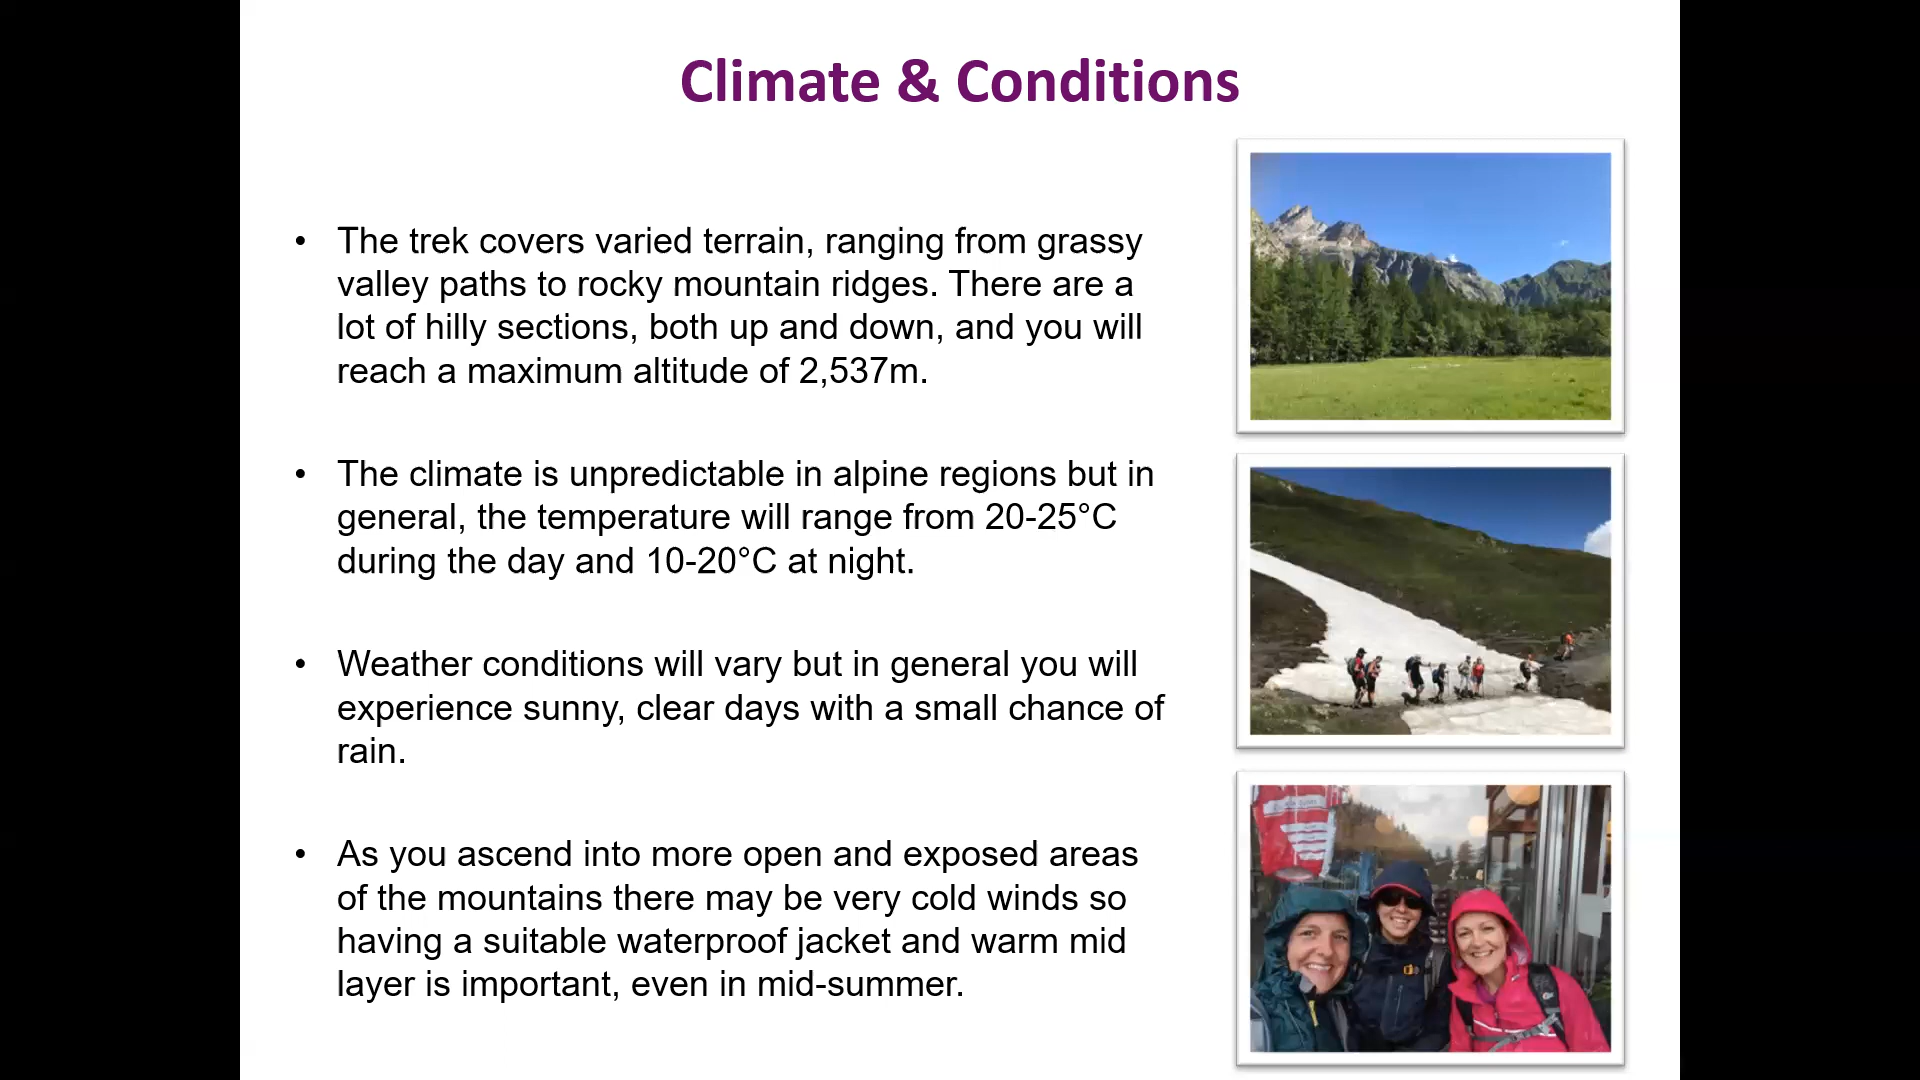 Climate & Conditions
• The trek covers varied terrain, ranging from grassy
valley paths to rocky mountain ridges. There are a
lot of hilly sections, both up and down, and you will
reach a maximum altitude of 2,537m.
• The climate is unpredictable in alpine regions but in
general, the temperature will range from 20-25°C
during the day and 10-20°C at night.
• Weather conditions will vary but in general you will
experience sunny, clear days with a small chance of
rain.
• As you ascend into more open and exposed areas
of the mountains there may be very cold winds so
having a suitable waterproof jacket and warm mid
layer is important, even in mid-summer.